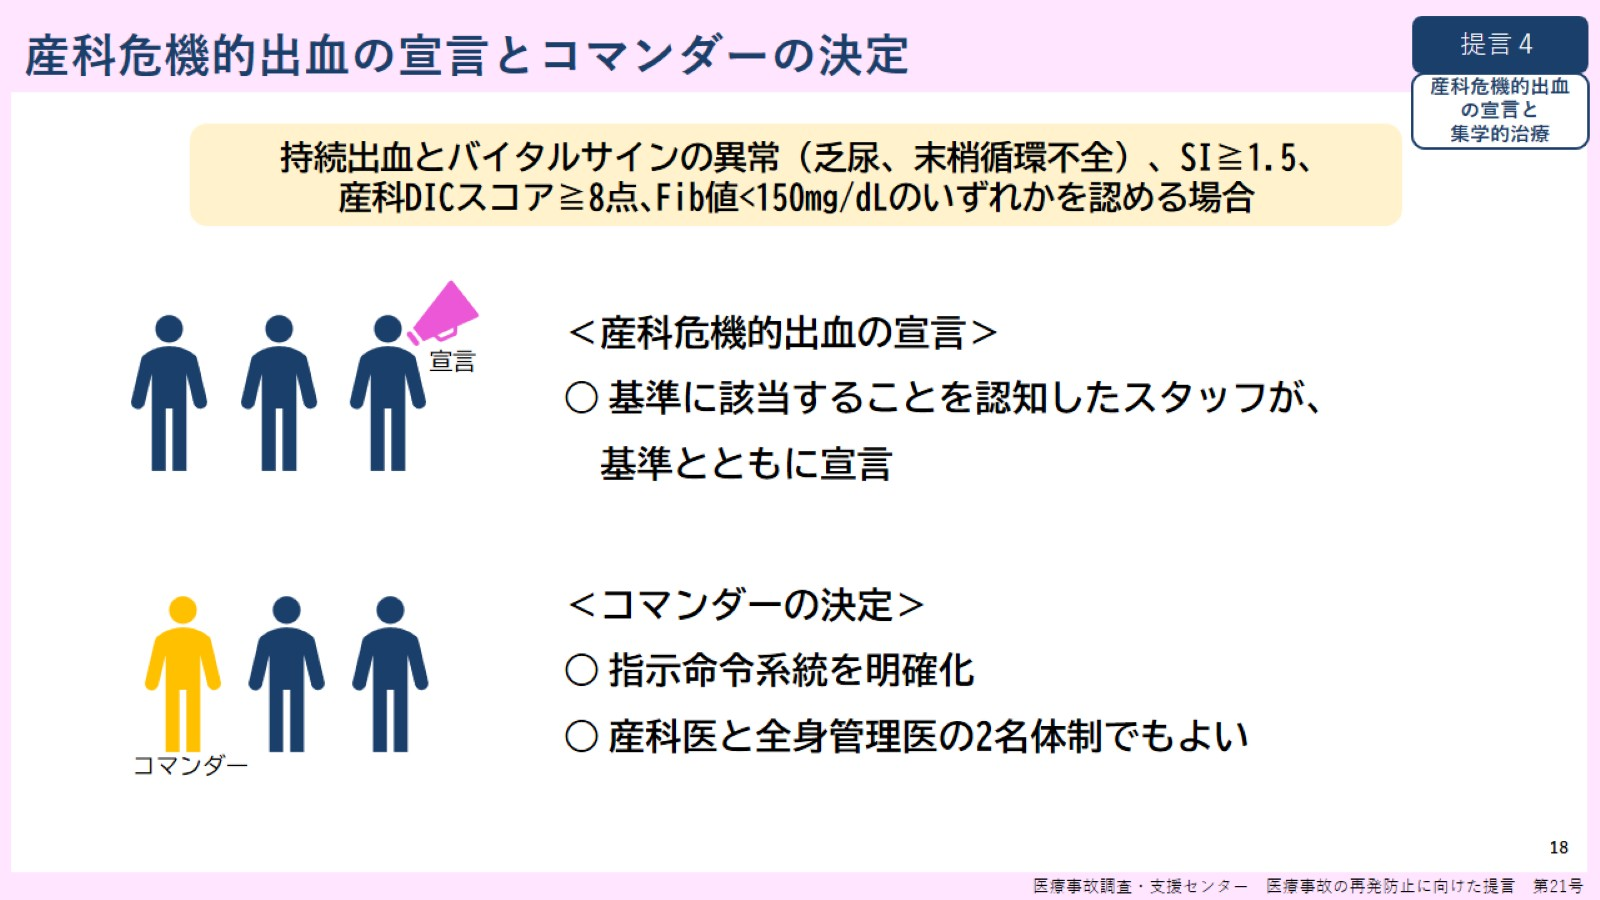 産科危機的出血の宣言とコマンダーの決定
提言4
産科危機的出血
の宣言と
集学的治療
持続出血とバイタルサインの異常（乏尿、末梢循環不全）、SI≧1.5、
産科DICスコア≧8点、Fib値<150mg/dLのいずれかを認める場合
宣言
＜産科危機的出血の宣言＞
○ 基準に該当することを認知したスタッフが、
基準とともに宣言
コマンダー
＜コマンダーの決定＞
○ 指示命令系統を明確化
○ 産科医と全身管理医の2名体制でもよい
18
医療事故調査・支援センター　医療事故の再発防止に向けた提言　第21号